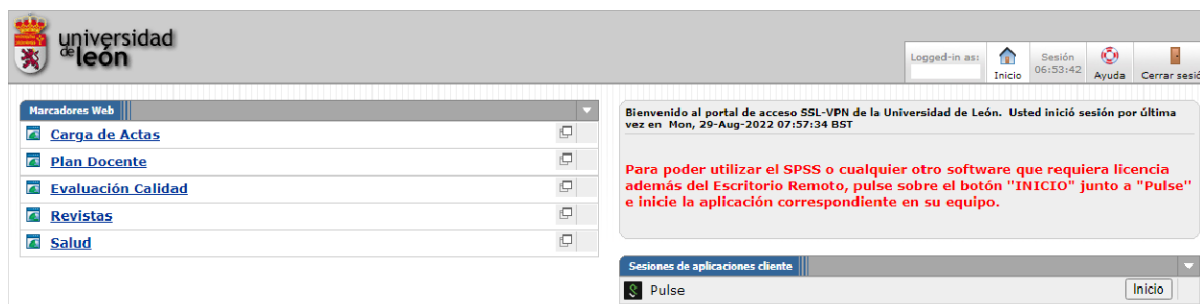 universidad
de león
Logged-in as:
Inicio
Sesión
06:53:42
Ayuda
Cerrar sesió
Marcadores Web
Carga de Actas
Plan Docente
Evaluación Calidad
Revistas
Salud
Bienvenido al portal de acceso SSL-VPN de la Universidad de León. Usted inició sesión por última
vez en Mon, 29-Aug-2022 07:57:34 BST
Para poder utilizar el SPSS o cualquier otro software que requiera licencia
además del Escritorio Remoto, pulse sobre el botón "INICIO" junto a "Pulse"
e inicie la aplicación correspondiente en su equipo.
Sesiones de aplicaciones cliente
Pulse
Inicio